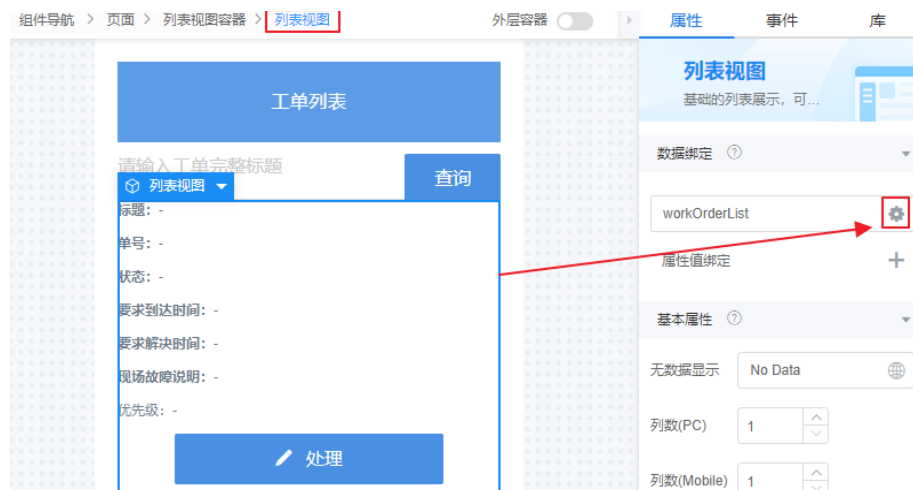 组件导航 > 页面 > 列表视图容器 > 列表视图
外层容器
属性 事件 库
列表视图
基础的列表展示，可...
工单列表
数据绑定
请输入工单完整标题
查询
列表视图
workOrderList
标题：-
单号：-
属性值绑定
状态：-
要求到达时间：-
基本属性
要求解决时间：-
无数据显示 No Data
现场故障说明：-
优先级：-
列数(PC) 1
处理
列数(Mobile) 1